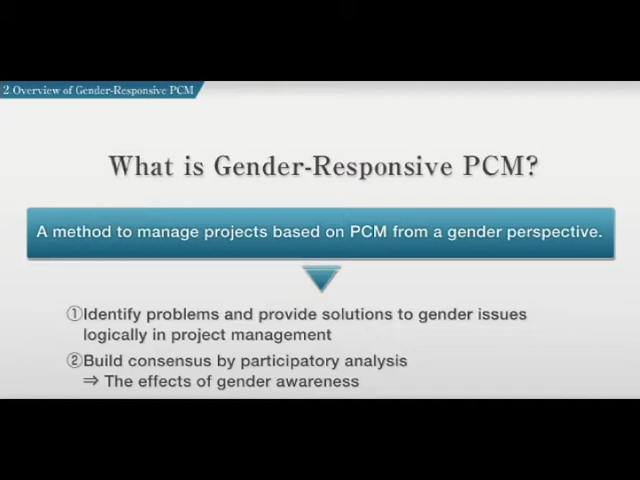 2.Overview of Gender-Responsive PCM
What is Gender-Responsive PCM?
A method to manage projects based on PCM from a gender perspective.
①Identify problems and provide solutions to gender issues
logically in project management
②Build consensus by participatory analysis
⇒ The effects of gender awareness